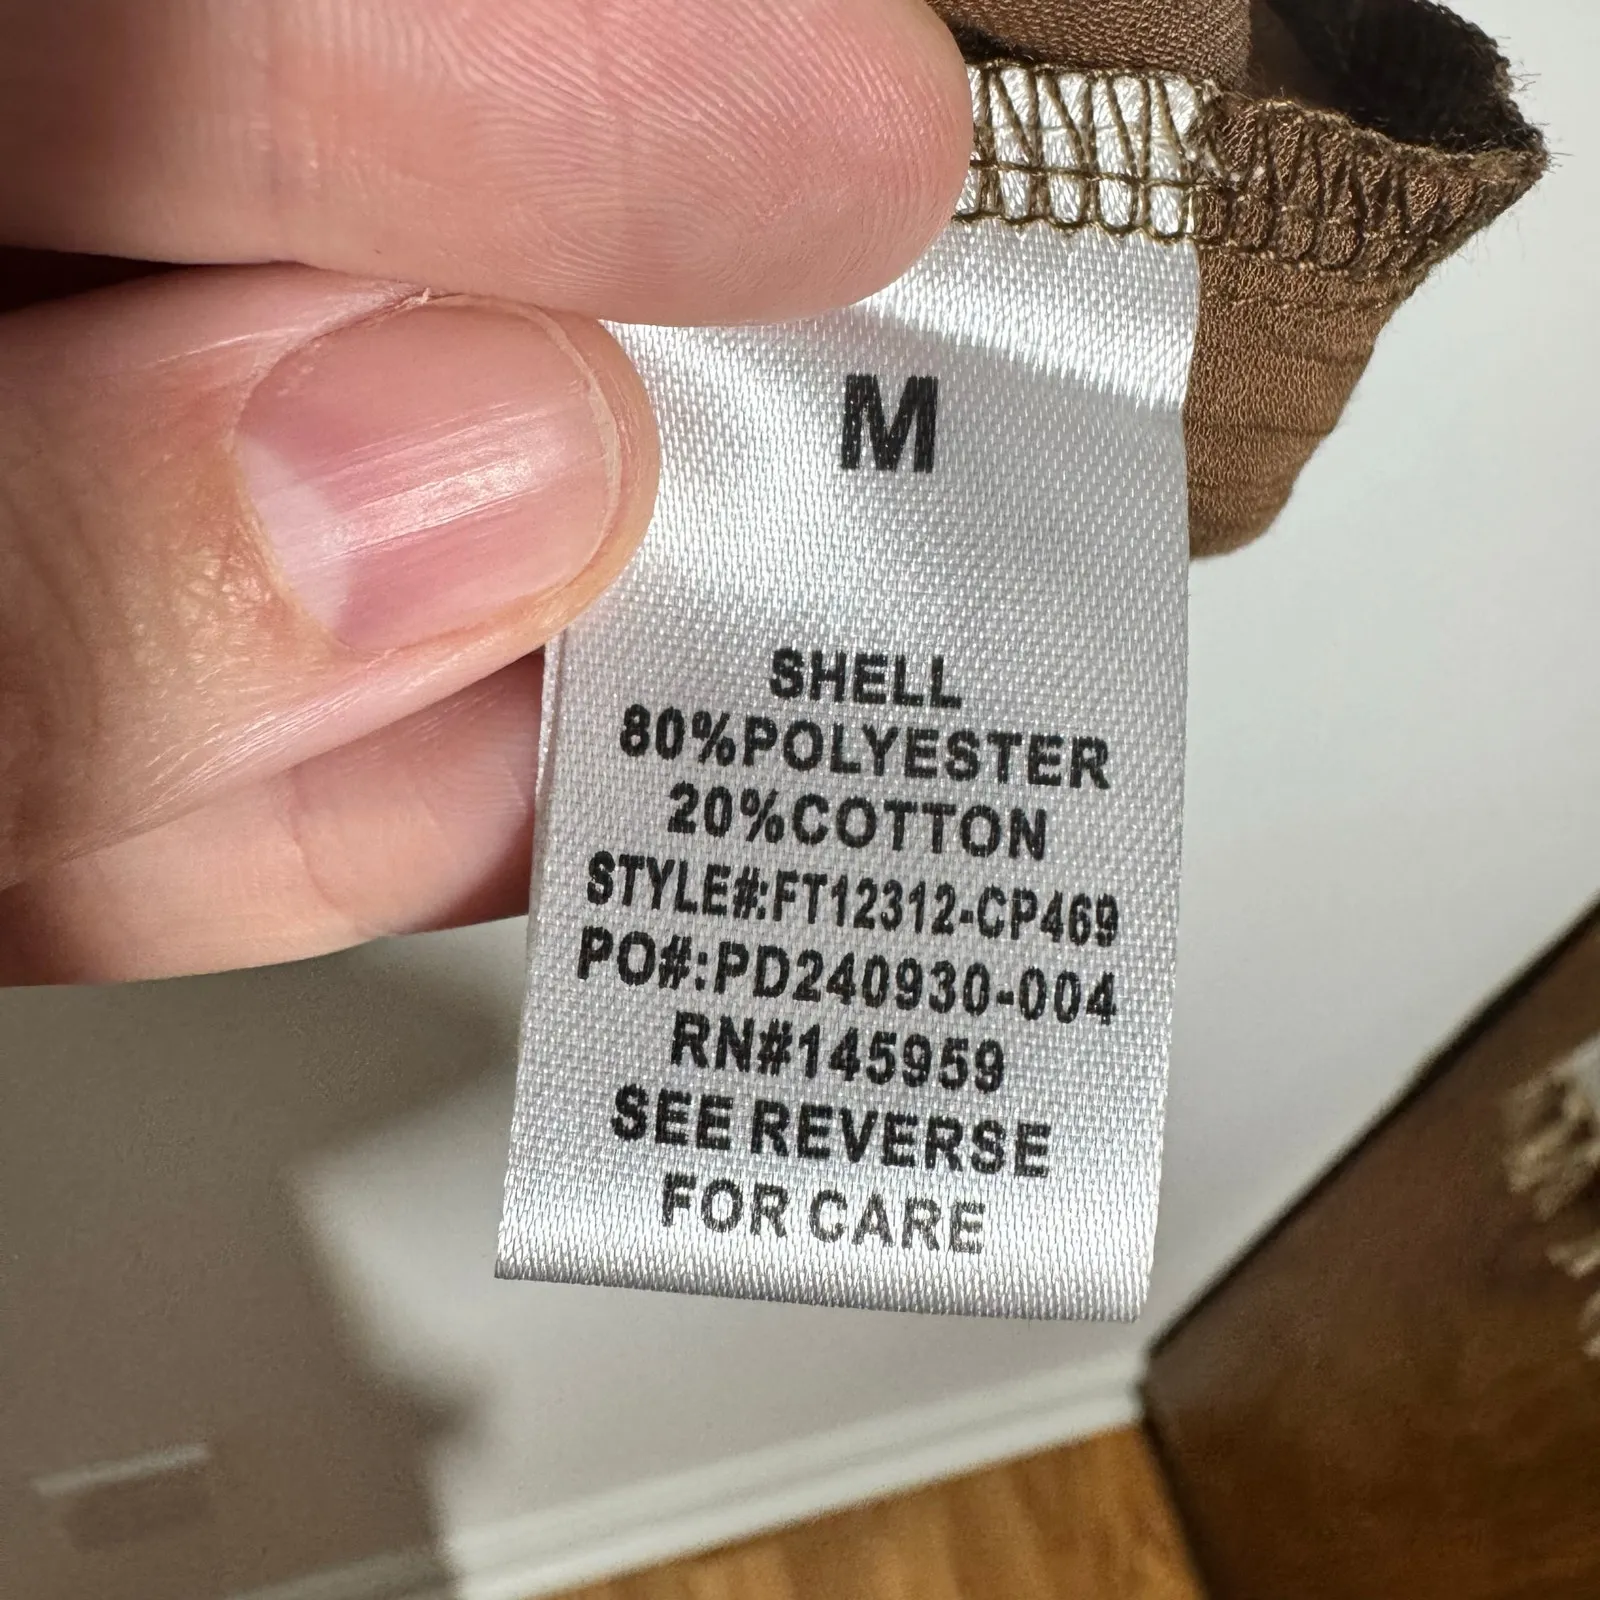 M
SHELL
80%POLYESTER
20%COTTON
STYLE#:FT12312-CP469
PO#:PD240930-004
RN#145959
SEE REVERSE
FOR CARE